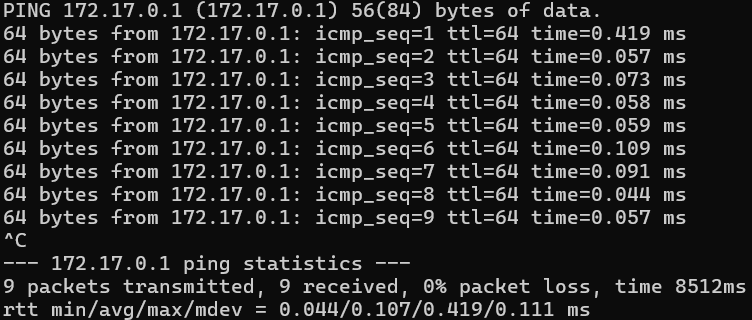 PING 172.17.0.1 (172.17.0.1) 56(84) bytes of data.
64 bytes from 172.17.0.1: icmp_seq=1 ttl=64 time=0.419 ms
64 bytes from 172.17.0.1: icmp_seq=2 ttl=64 time=0.057 ms
64 bytes from 172.17.0.1: icmp_seq=3 ttl=64 time=0.073 ms
64 bytes from 172.17.0.1: icmp_seq=4 ttl=64 time=0.058 ms
64 bytes from 172.17.0.1: icmp_seq=5 ttl=64 time=0.059 ms
64 bytes from 172.17.0.1: icmp_seq=6 ttl=64 time=0.109 ms
64 bytes from 172.17.0.1: icmp_seq=7 ttl=64 time=0.091 ms
64 bytes from 172.17.0.1: icmp_seq=8 ttl=64 time=0.044 ms
64 bytes from 172.17.0.1: icmp_seq=9 ttl=64 time=0.057 ms
^C
--- 172.17.0.1 ping statistics ---
9 packets transmitted, 9 received, 0% packet loss, time 8512ms
rtt min/avg/max/mdev = 0.044/0.107/0.419/0.111 ms